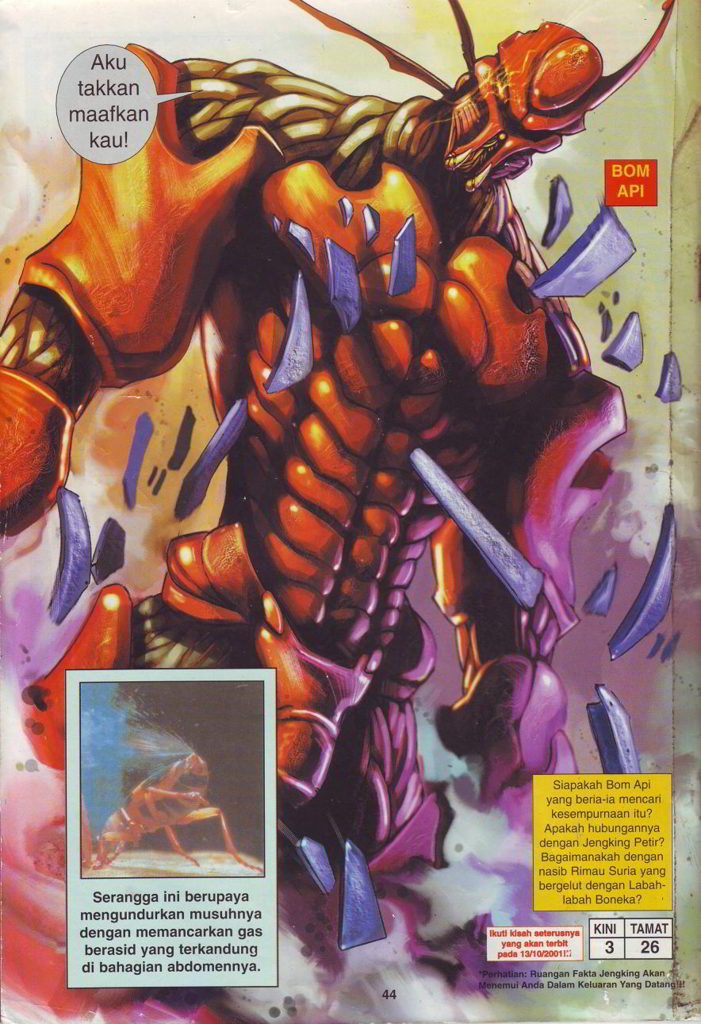 Aku
takkan
maafkan
kau!
BOM
API
Serangga ini berupaya
mengundurkan musuhnya
dengan memancarkan gas
berasid yang terkandung
di bahagian abdomennya.
Siapakah Bom Api
yang beria-ia mencari
kesempurnaan itu?
Apakah hubungannya
dengan Jengking Petir?
Bagaimanakah dengan
nasib Rimau Suria yang
bergelut dengan Labah-
labah Boneka?
Ikuti kisah seterusnya
yang akan terbit
pada 13/10/2001!!
KINI TAMAT
3 26
*Perhatian: Ruangan Fakta Jengking Akan
Menemui Anda Dalam Keluaran Yang Datang!!
44